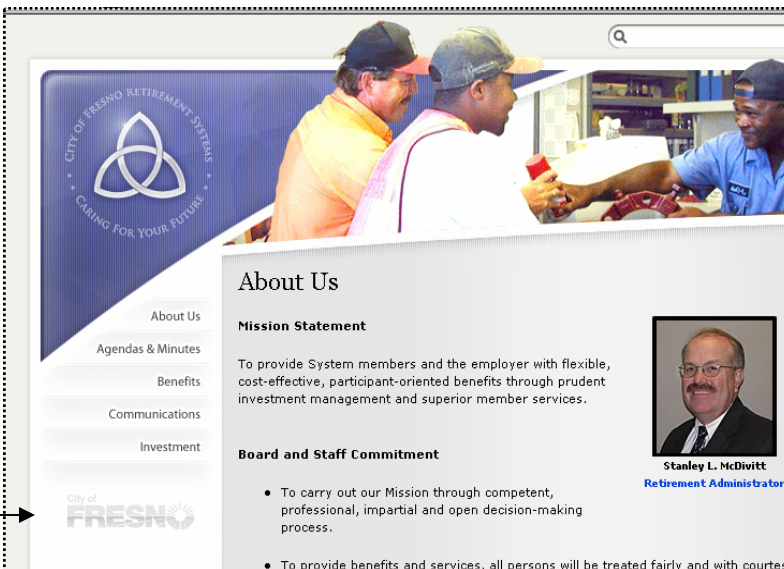 CITY OF FRESNO RETIREMENT SYSTEMS
CARING FOR YOUR FUTURE
About Us
Agendas & Minutes
Benefits
Communications
Investment
City of
FRESNO
About Us
Mission Statement
To provide System members and the employer with flexible,
cost-effective, participant-oriented benefits through prudent
investment management and superior member services.
Stanley L. McDivitt
Retirement Administrator
Board and Staff Commitment
• To carry out our Mission through competent,
professional, impartial and open decision-making
process.
• To provide benefits and services, all persons will be treated fairly and with